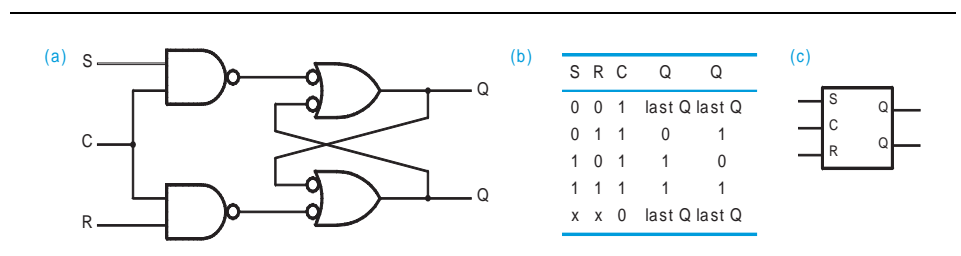 (a)
S
C
R
Q
Q
(b)
S R C Q Q
0 0 1 last Q last Q
0 1 1 0 1
1 0 1 1 0
1 1 1 1 1
x x 0 last Q last Q
(c)
S Q
C
R Q